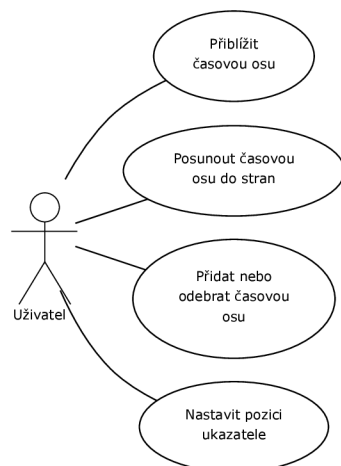 Přiblížit
časovou osu
Posunout časovou
osu do stran
Přidat nebo
odebrat časovou
osu
Uživatel
Nastavit pozici
ukazatele